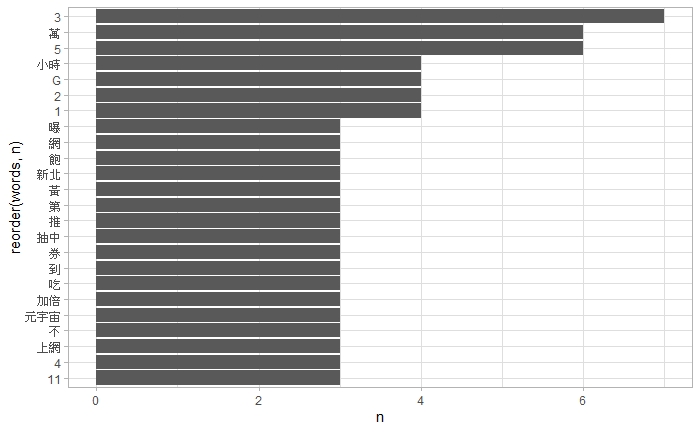 reorder(words, n)
3
萬
5
小時
G
2
1
曝
網
飽
新北
黃
第
推
抽中
券
到
吃
加倍
元宇宙
不
上網
4
11
0
2
4
6
n